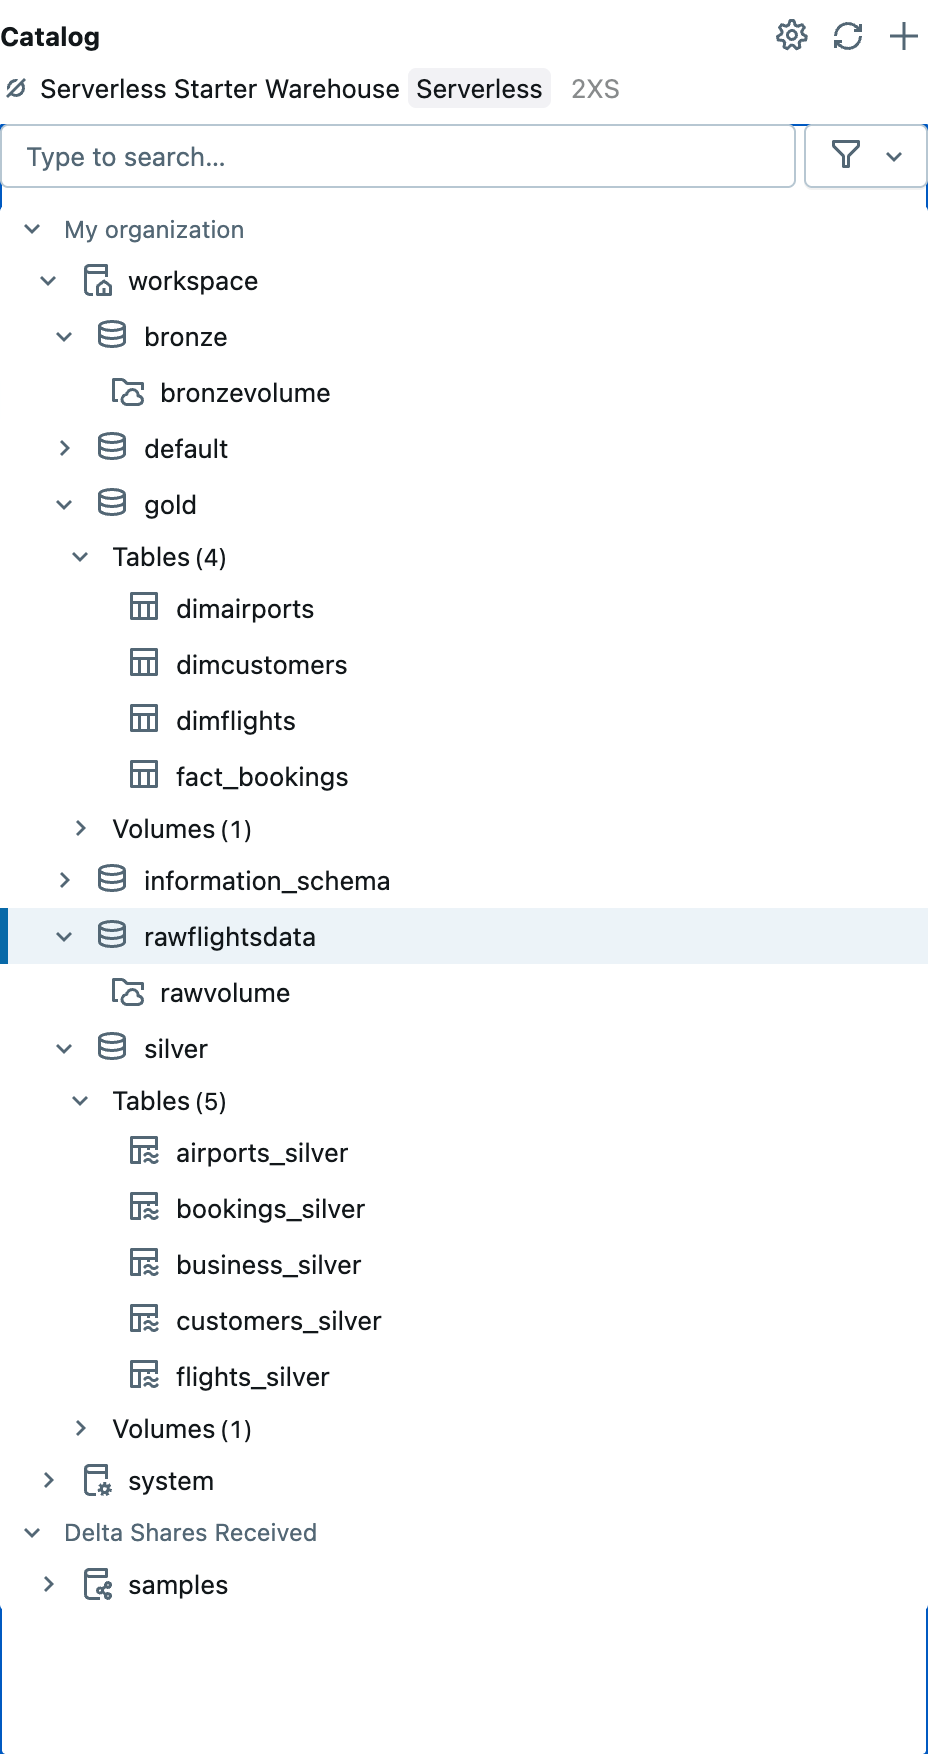 Catalog
Serverless Starter Warehouse Serverless 2XS
Type to search...
My organization
workspace
bronze
bronzevolume
default
gold
Tables (4)
dimairports
dimcustomers
dimflights
fact_bookings
Volumes (1)
information_schema
rawflightsdata
rawvolume
silver
Tables (5)
airports_silver
bookings_silver
business_silver
customers_silver
flights_silver
Volumes (1)
system
Delta Shares Received
samples